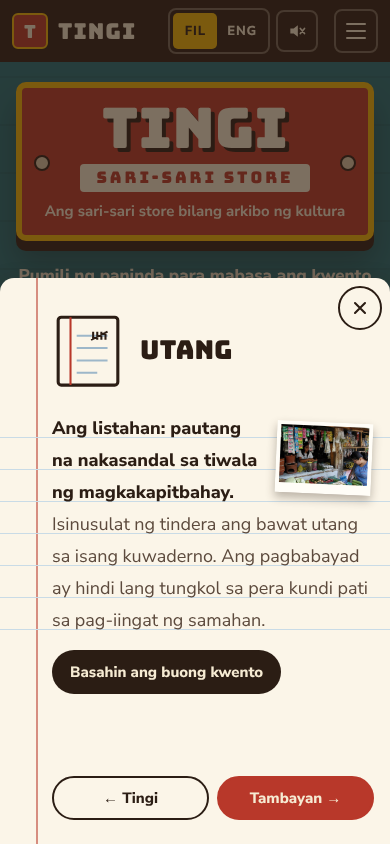 T TINGI
FIL ENG
TINGI
SARI-SARI STORE
Ang sari-sari store bilang arkibo ng kultura
Pumili ng paninda para mabasa ang kwento
UTANG
Ang listahan: pautang
na nakasandal sa tiwala
ng magkakapitbahay.
Isinusulat ng tindera ang bawat utang
sa isang kuwaderno. Ang pagbabayad
ay hindi lang tungkol sa pera kundi pati
sa pag-iingat ng samahan.
Basahin ang buong kwento
← Tingi
Tambayan →